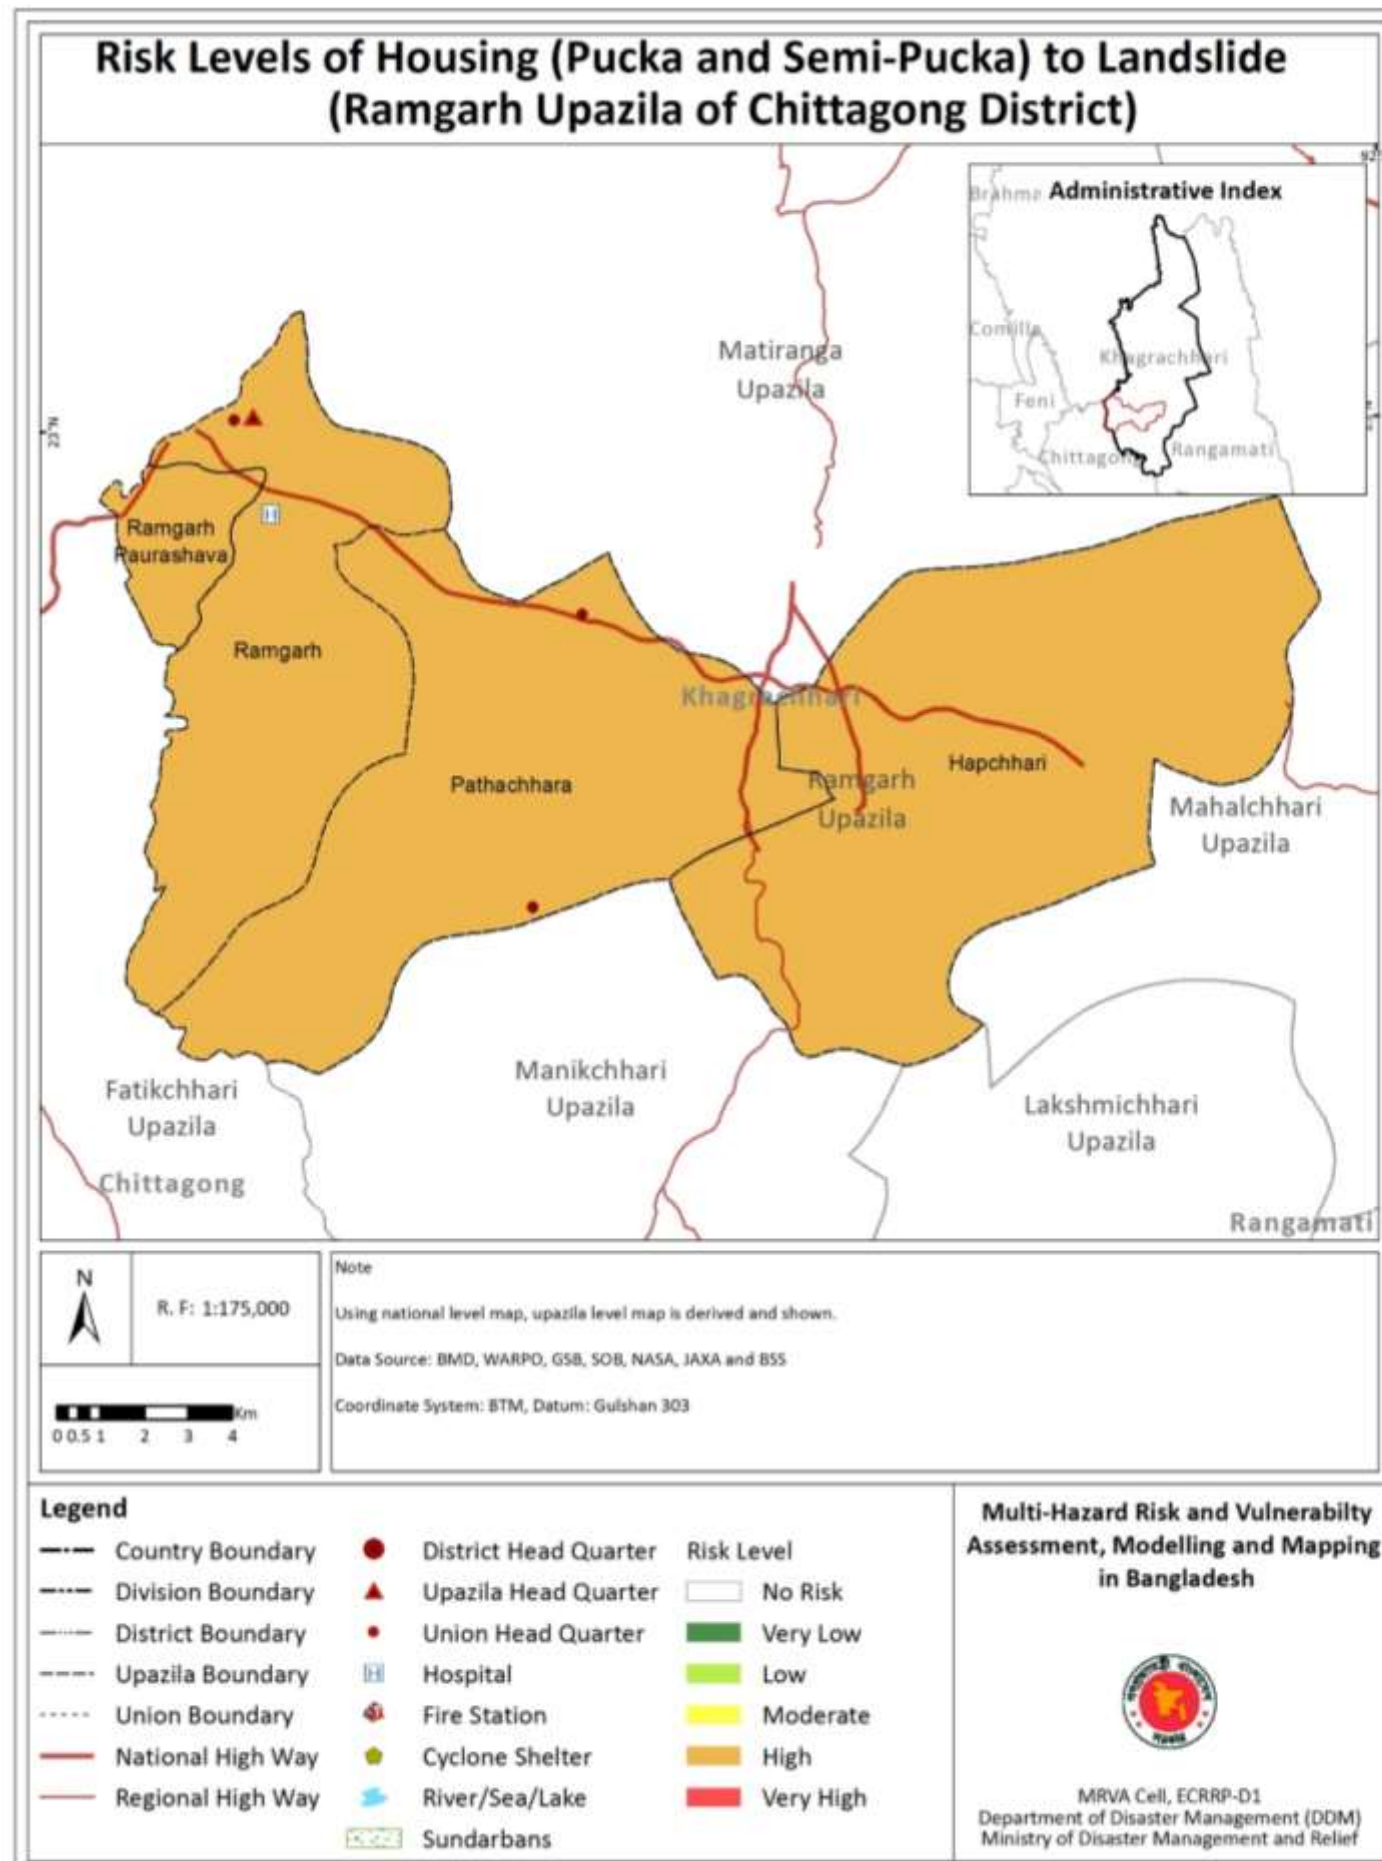 Risk Levels of Housing (Pucka and Semi-Pucka) to Landslide
(Ramgarh Upazila of Chittagong District)
Administrative Index
Comilla
Khagrachhari
Feni
Chittagong
Rangamati
23°N
Matiranga
Upazila
Ramgarh
Paurashava
H
Ramgarh
Khagrachhari
Pathachhara
Hapchhari
Ramgarh
Upazila
Mahalchhari
Upazila
Fatikchhari
Upazila
Manikchhari
Upazila
Lakshmichhari
Upazila
Chittagong
Rangamati
N
R. F: 1:175,000
Km
0 0.5 1 2 3 4
Note
Using national level map, upazila level map is derived and shown.
Data Source: BMD, WARPO, GSB, SOB, NASA, JAXA and BSS
Coordinate System: BTM, Datum: Gulshan 303
Legend
Country Boundary
Division Boundary
District Boundary
Upazila Boundary
Union Boundary
National High Way
Regional High Way
District Head Quarter
Upazila Head Quarter
Union Head Quarter
H Hospital
Fire Station
Cyclone Shelter
River/Sea/Lake
Sundarbans
Risk Level
No Risk
Very Low
Low
Moderate
High
Very High
Multi-Hazard Risk and Vulnerabilty
Assessment, Modelling and Mapping
in Bangladesh
MRVA Cell, ECRRP-D1
Department of Disaster Management (DDM)
Ministry of Disaster Management and Relief